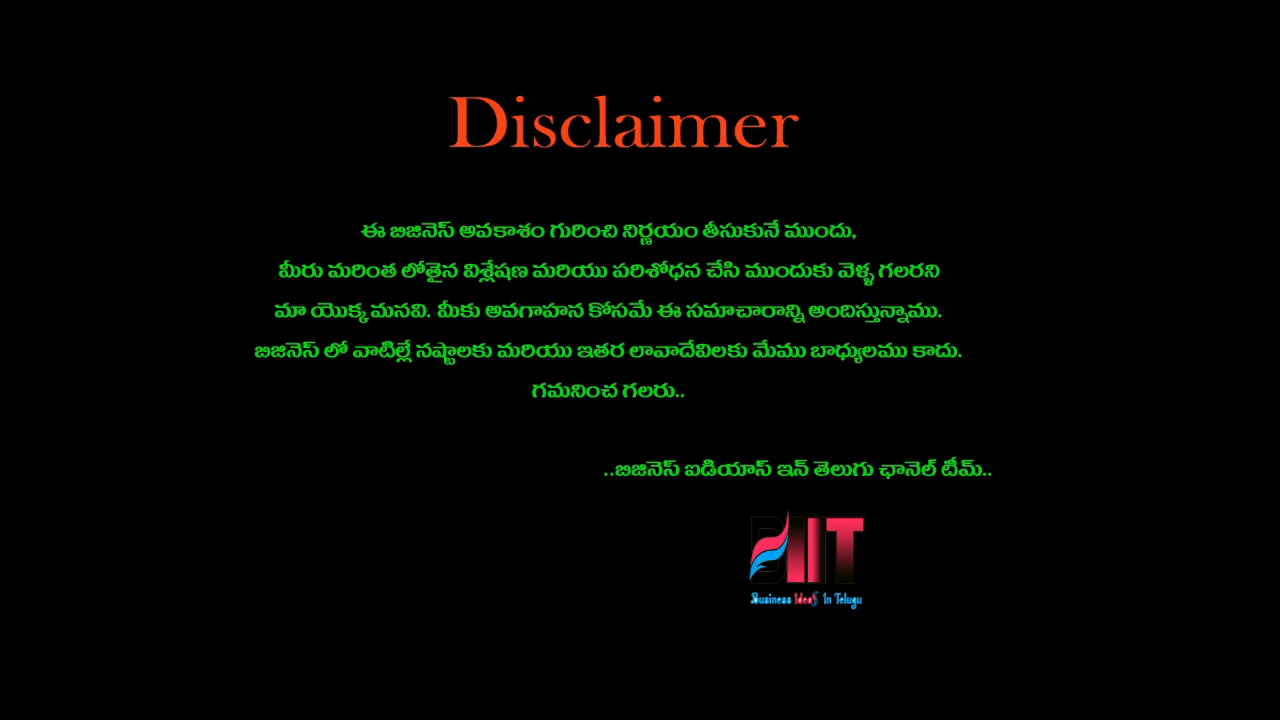 Disclaimer
ఈ బిజినెస్ అవకాశం గురించి నిర్ణయం తీసుకునే ముందు,
మీరు మరింత లోతైన విశ్లేషణ మరియు పరిశోధన చేసి ముందుకు వెళ్ళ గలరని
మా యొక్క మనవి. మీకు అవగాహన కోసమే ఈ సమాచారాన్ని అందిస్తున్నాము.
బిజినెస్ లో వాటిల్లే నష్టాలకు మరియు ఇతర లావాదేవిలకు మేము బాధ్యులము కాదు.
గమనించ గలరు..
..బిజినెస్ ఐడియాస్ ఇన్ తెలుగు ఛానెల్ టీమ్..
BIIT
Business Ideas In Telugu